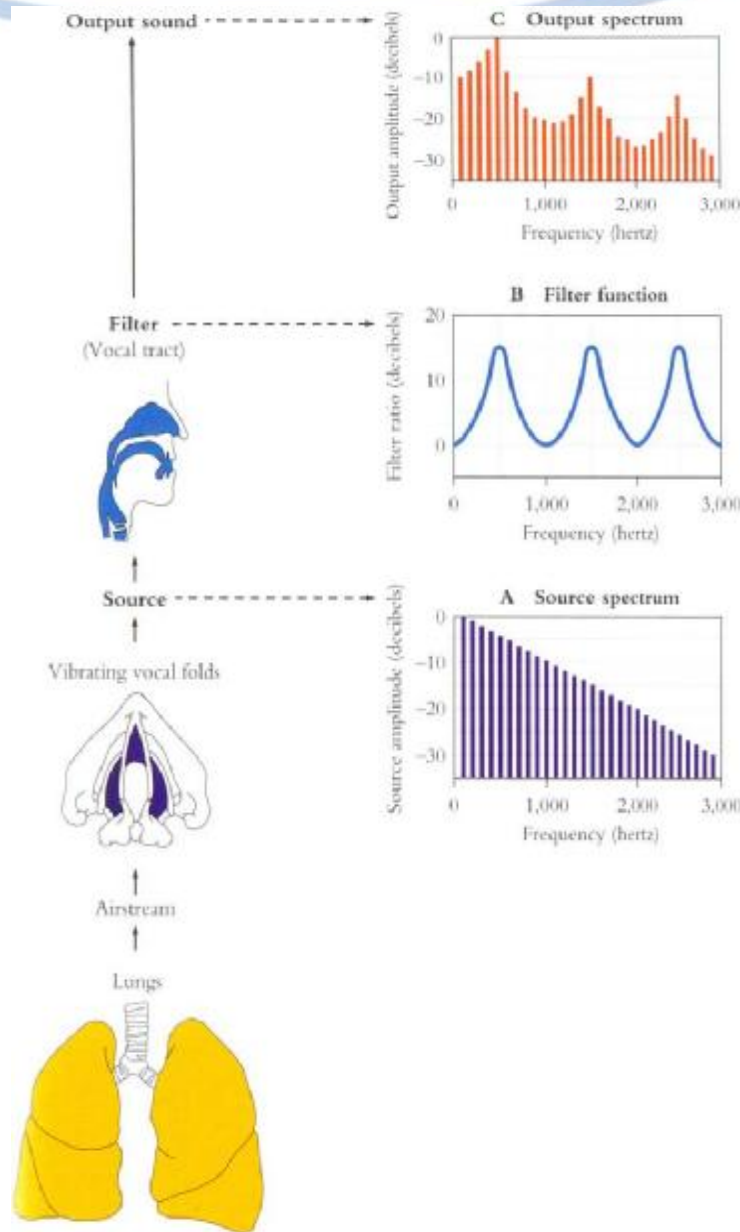 Output sound
C Output spectrum
Output amplitude (decibels)
0
−10
−20
−30
0 1,000 2,000 3,000
Frequency (hertz)
Filter
(Vocal tract)
B Filter function
Filter ratio (decibels)
20
10
0
0 1,000 2,000 3,000
Frequency (hertz)
Source
A Source spectrum
Source amplitude (decibels)
0
−10
−20
−30
0 1,000 2,000 3,000
Frequency (hertz)
Vibrating vocal folds
Airstream
Lungs